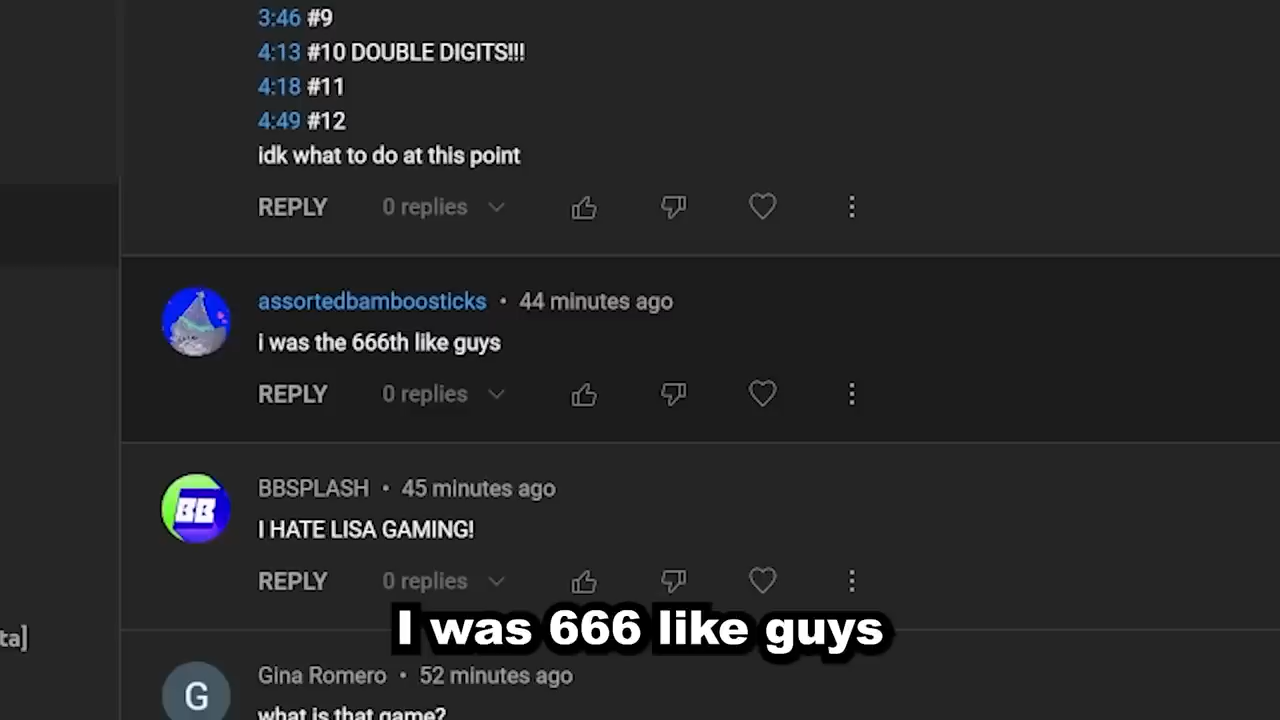 3:46 #9
4:13 #10 DOUBLE DIGITS!!!
4:18 #11
4:49 #12
idk what to do at this point
REPLY 0 replies
assortedbamboosticks • 44 minutes ago
i was the 666th like guys
REPLY 0 replies
BB
BBSPLASH • 45 minutes ago
I HATE LISA GAMING!
REPLY 0 replies
I was 666 like guys
ta]
G
Gina Romero • 52 minutes ago
what is that game?